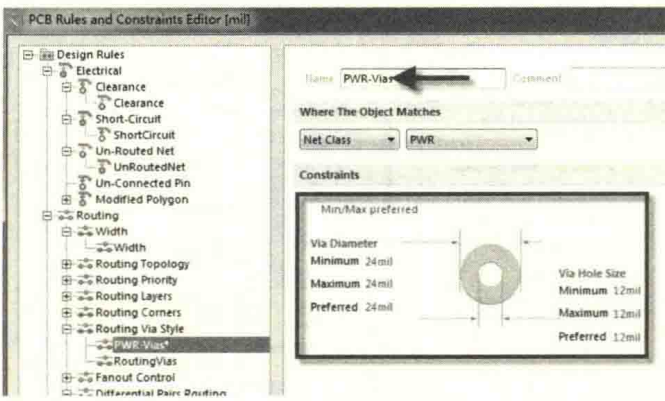 PCB Rules and Constraints Editor [mil]
Design Rules
Electrical
Clearance
Clearance
Short-Circuit
ShortCircuit
Un-Routed Net
UnRoutedNet
Un-Connected Pin
Modified Polygon
Routing
Width
Width
Routing Topology
Routing Priority
Routing Layers
Routing Corners
Routing Via Style
PWR-Vias*
RoutingVias
Fanout Control
Differential Pairs Routing
Name PWR-Vias Comment
Where The Object Matches
Net Class PWR
Constraints
Min/Max preferred
Via Diameter
Minimum 24mil
Maximum 24mil
Preferred 24mil
Via Hole Size
Minimum 12mil
Maximum 12mil
Preferred 12mil